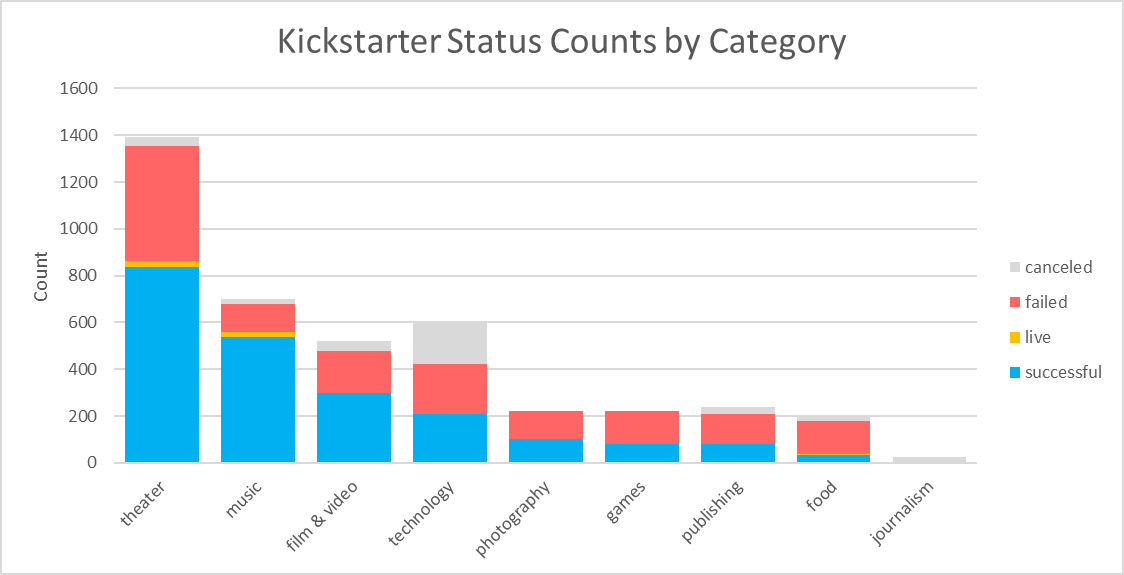 Kickstarter Status Counts by Category
1600
1400
1200
1000
800
600
400
200
0
Count
theater
music
film & video
technology
photography
games
publishing
food
journalism
canceled
failed
live
successful